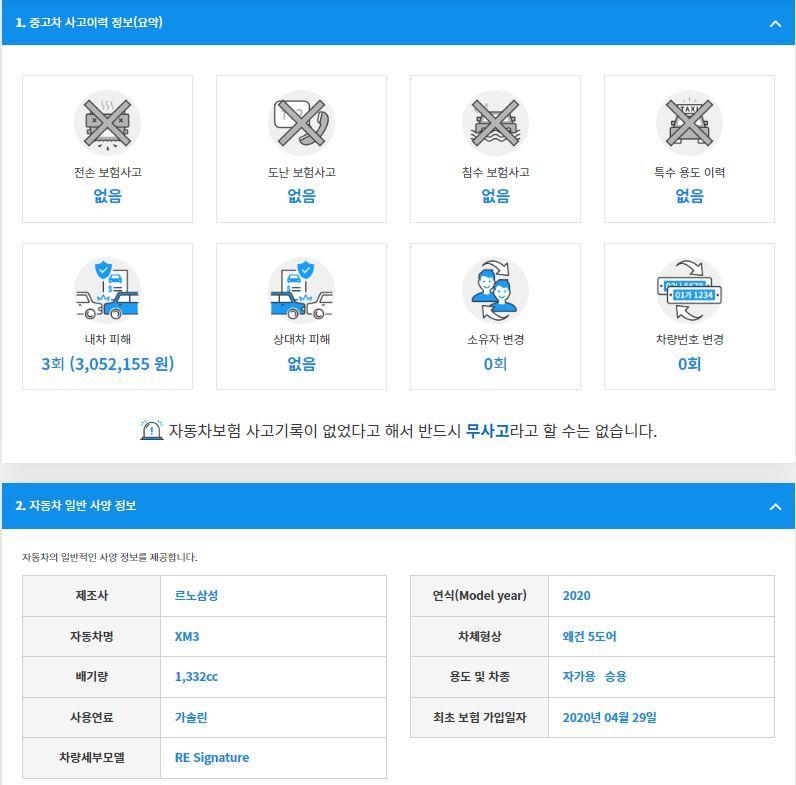 1. 중고차 사고이력 정보(요약)
TAXI
전손 보험사고
도난 보험사고
침수 보험사고
특수 용도 이력
없음
없음
없음
없음
01가 1234
내차 피해
상대차 피해
소유자 변경
차량번호 변경
3회 (3,052,155 원)
없음
0회
0회
자동차보험 사고기록이 없었다고 해서 반드시 무사고라고 할 수는 없습니다.
2. 자동차 일반 사양 정보
자동차의 일반적인 사양 정보를 제공합니다.
제조사 르노삼성
연식(Model year) 2020
자동차명 XM3
차체형상 왜건 5도어
배기량 1,332cc
용도 및 차종 자가용 승용
사용연료 가솔린
최초 보험 가입일자 2020년 04월 29일
차량세부모델 RE Signature